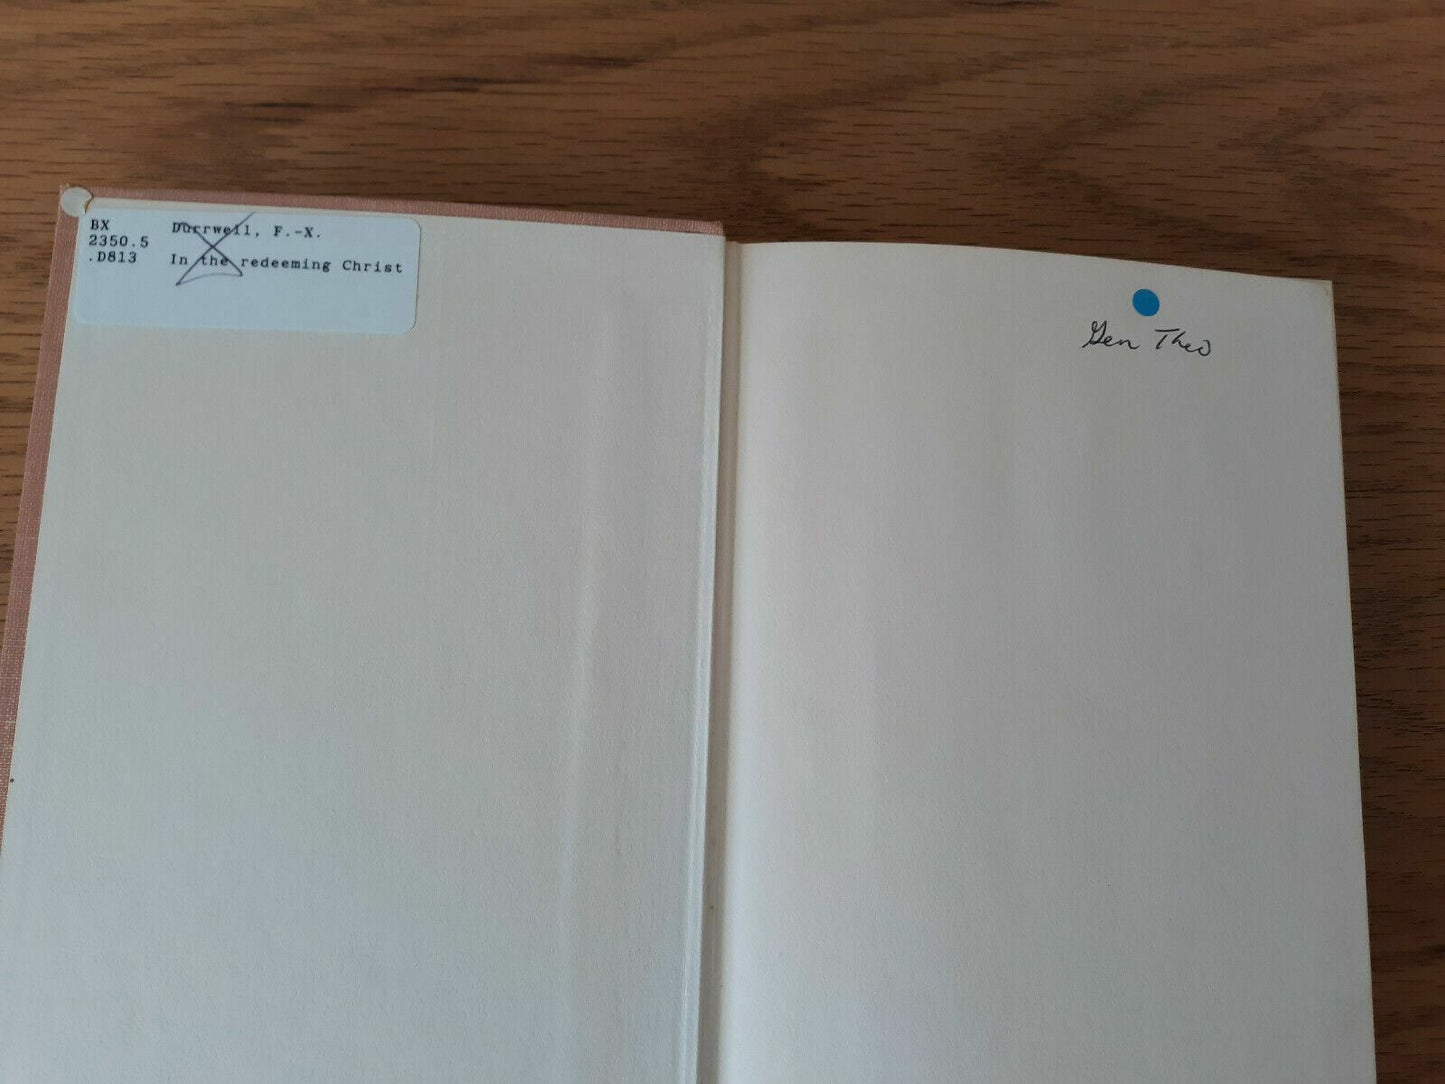 BX Durrwell, F.-X.
2350.5
.D813 In the redeeming Christ
Gen Theo